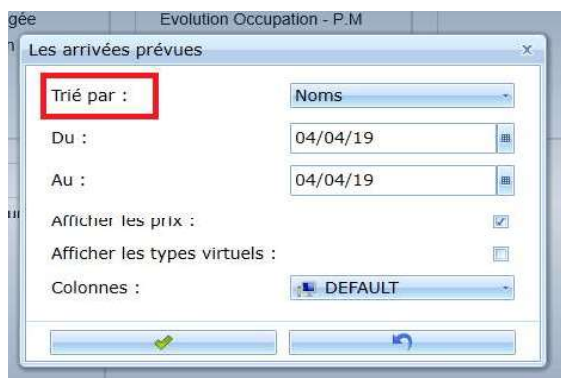 gée
Evolution Occupation - P.M
n
Les arrivées prévues
x
Trié par :
Noms
Du :
04/04/19
Au :
04/04/19
Afficher les prix :
Afficher les types virtuels :
Colonnes :
DEFAULT